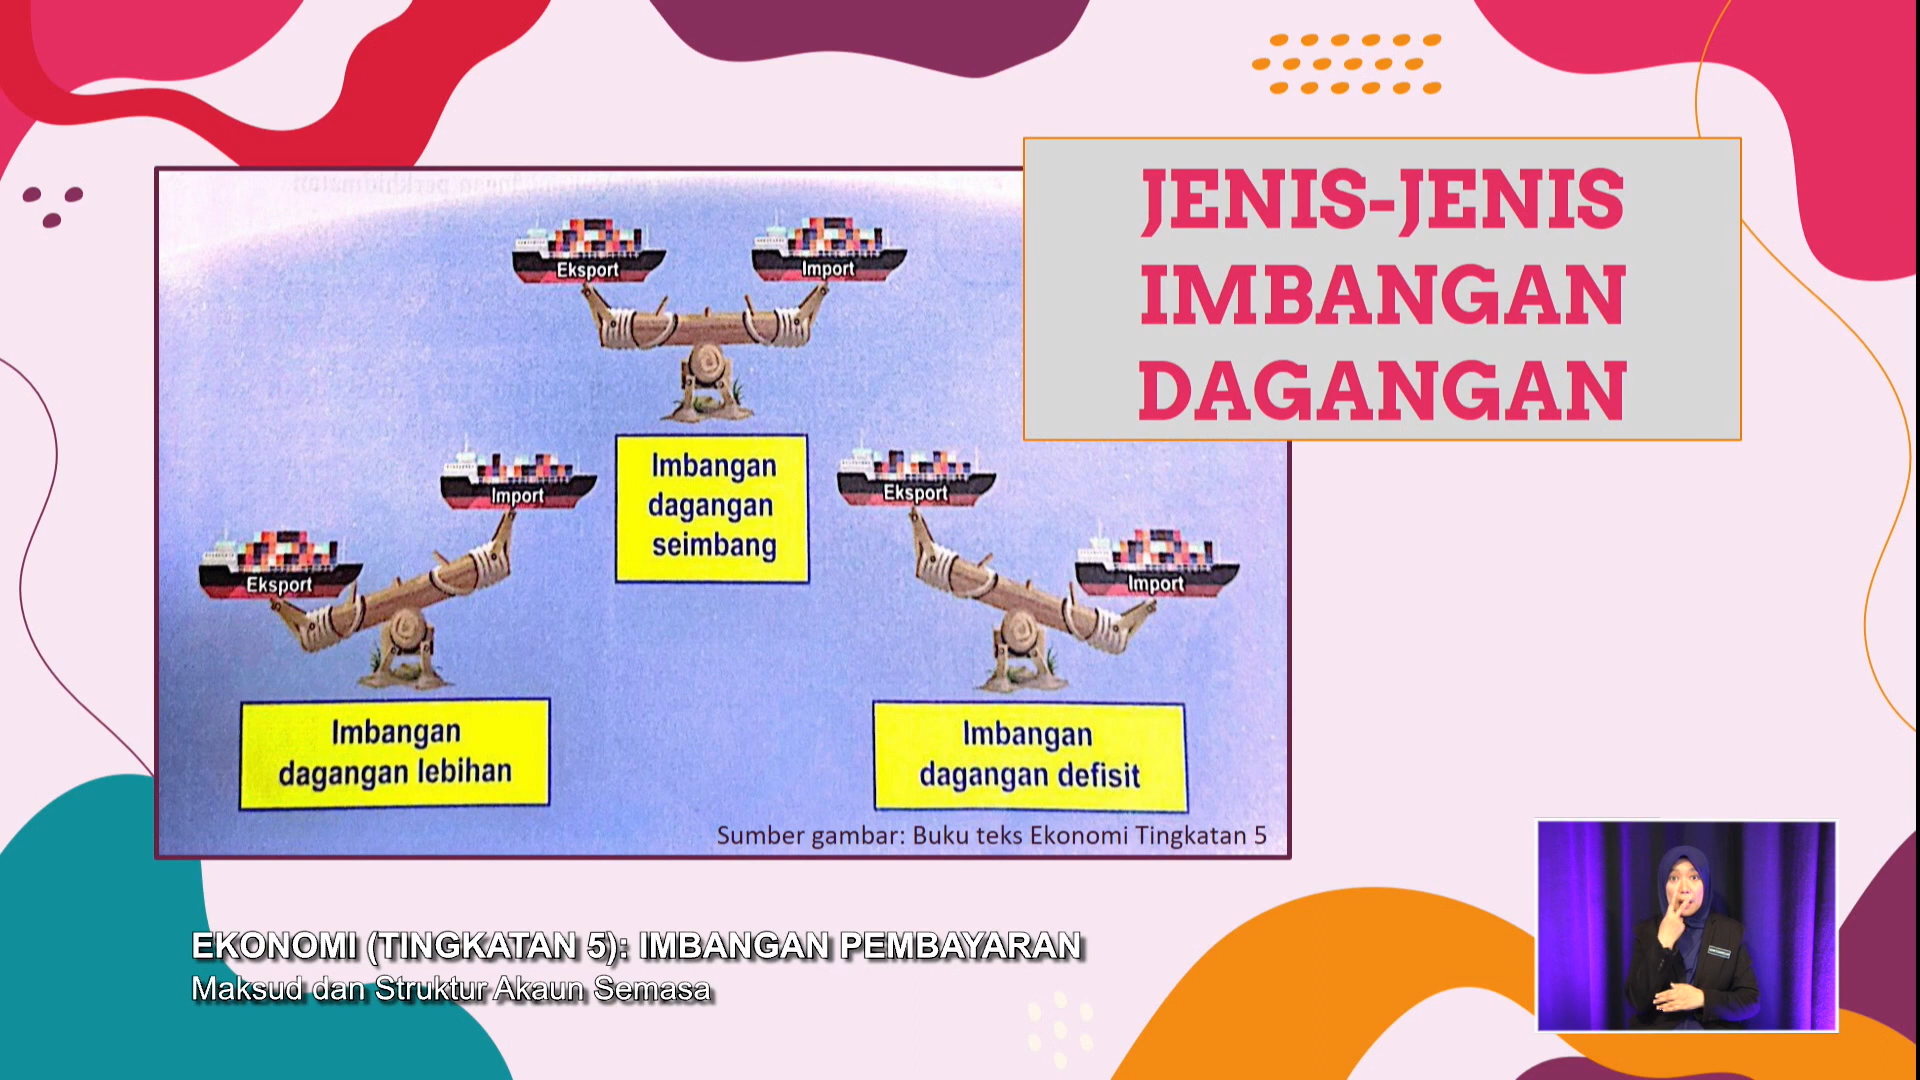 JENIS-JENIS
IMBANGAN
DAGANGAN
Eksport
Import
Imbangan
dagangan
seimbang
Import
Eksport
Imbangan
dagangan lebihan
Eksport
Import
Imbangan
dagangan defisit
Sumber gambar: Buku teks Ekonomi Tingkatan 5
EKONOMI (TINGKATAN 5): IMBANGAN PEMBAYARAN
Maksud dan Struktur Akaun Semasa